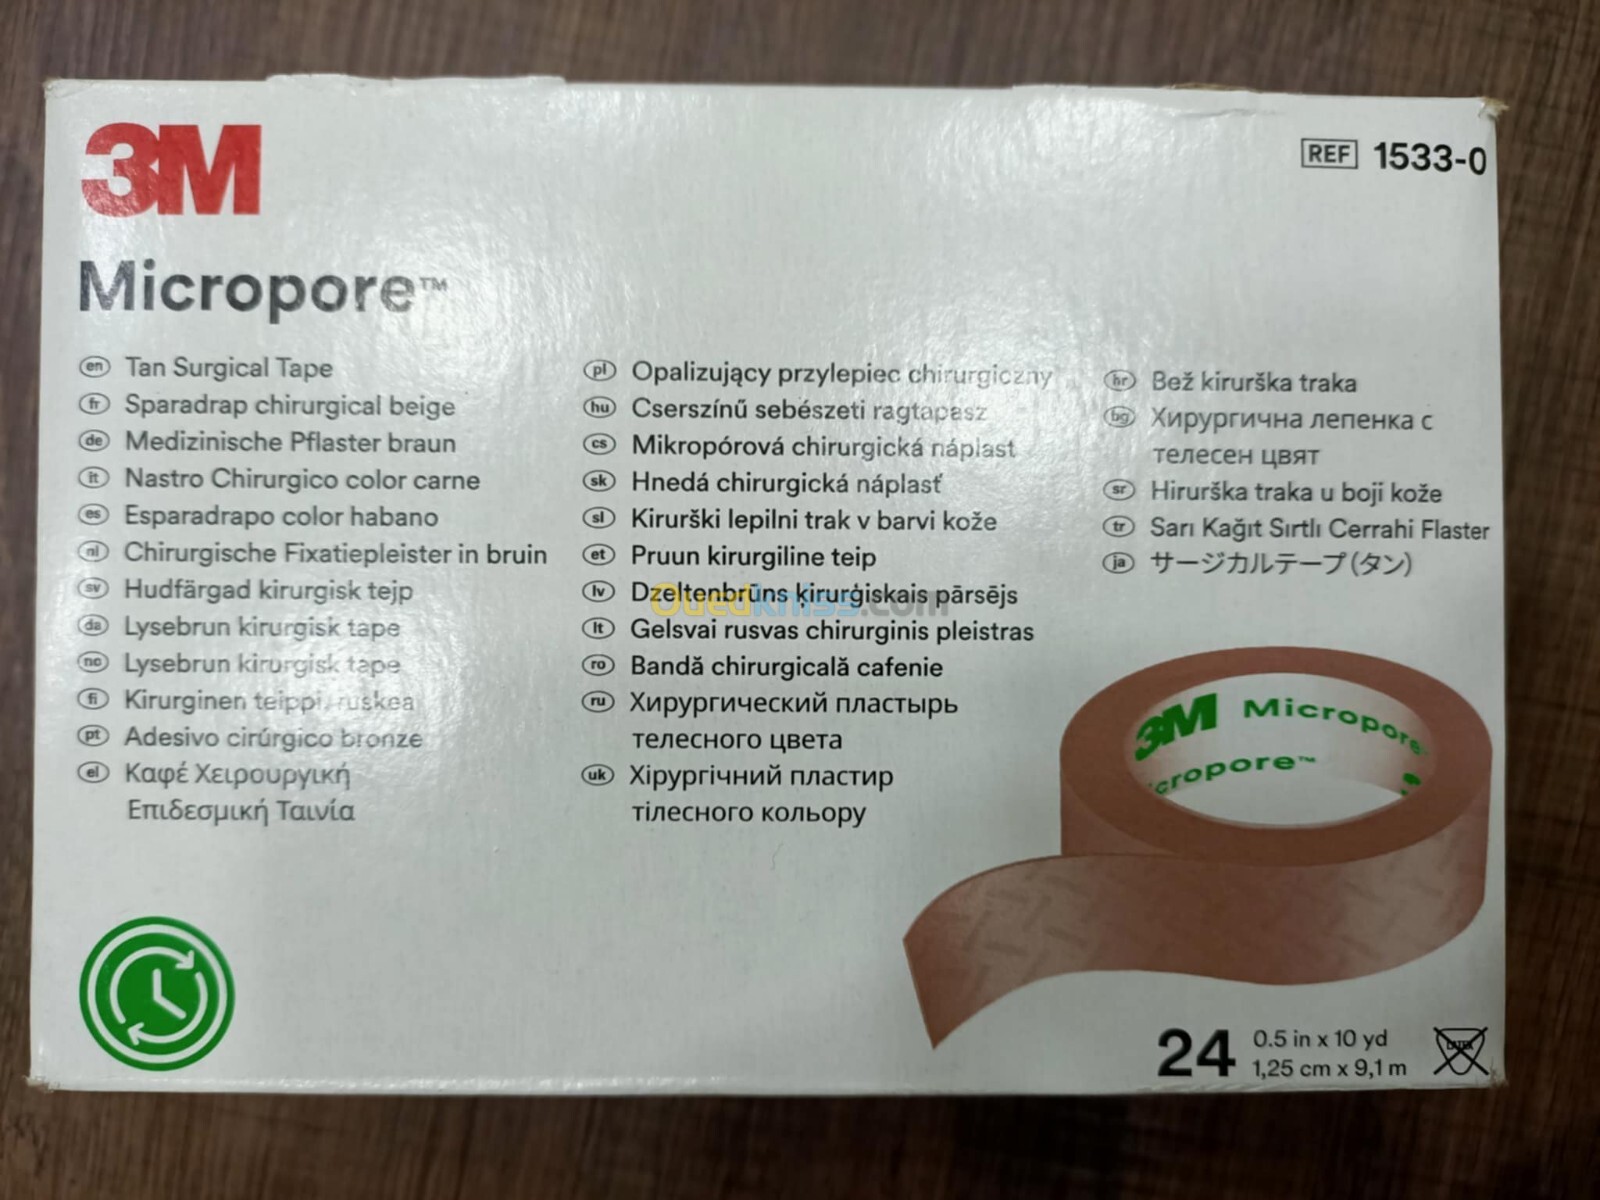 3M
REF 1533-0
Micropore™
en Tan Surgical Tape
fr Sparadrap chirurgical beige
de Medizinische Pflaster braun
it Nastro Chirurgico color carne
es Esparadrapo color habano
nl Chirurgische Fixatiepleister in bruin
sv Hudfärgad kirurgisk tejp
da Lysebrun kirurgisk tape
no Lysebrun kirurgisk tape
fi Kirurginen teippi, ruskea
pt Adesivo cirúrgico bronze
el Καφέ Χειρουργική
Επιδεσμική Ταινία
pl Opalizujący przylepiec chirurgiczny
hu Cserszínű sebészeti ragtapasz
cs Mikropórová chirurgická náplast
sk Hnedá chirurgická náplasť
sl Kirurški lepilni trak v barvi kože
et Pruun kirurgiline teip
lv Dzeltenbrūns ķirurģiskais pārsējs
lt Gelsvai rusvas chirurginis pleistras
ro Bandă chirurgicală cafenie
ru Хирургический пластырь
телесного цвета
uk Хірургічний пластир
тілесного кольору
hr Bež kirurška traka
bg Хирургична лепенка с
телесен цвят
sr Hirurška traka u boji kože
tr Sarı Kağıt Sırtlı Cerrahi Flaster
ja サージカルテープ(タン)
Ouedkniss.com
3M Micropore
cropore™
24
0.5 in x 10 yd
1,25 cm x 9,1 m
LATEX